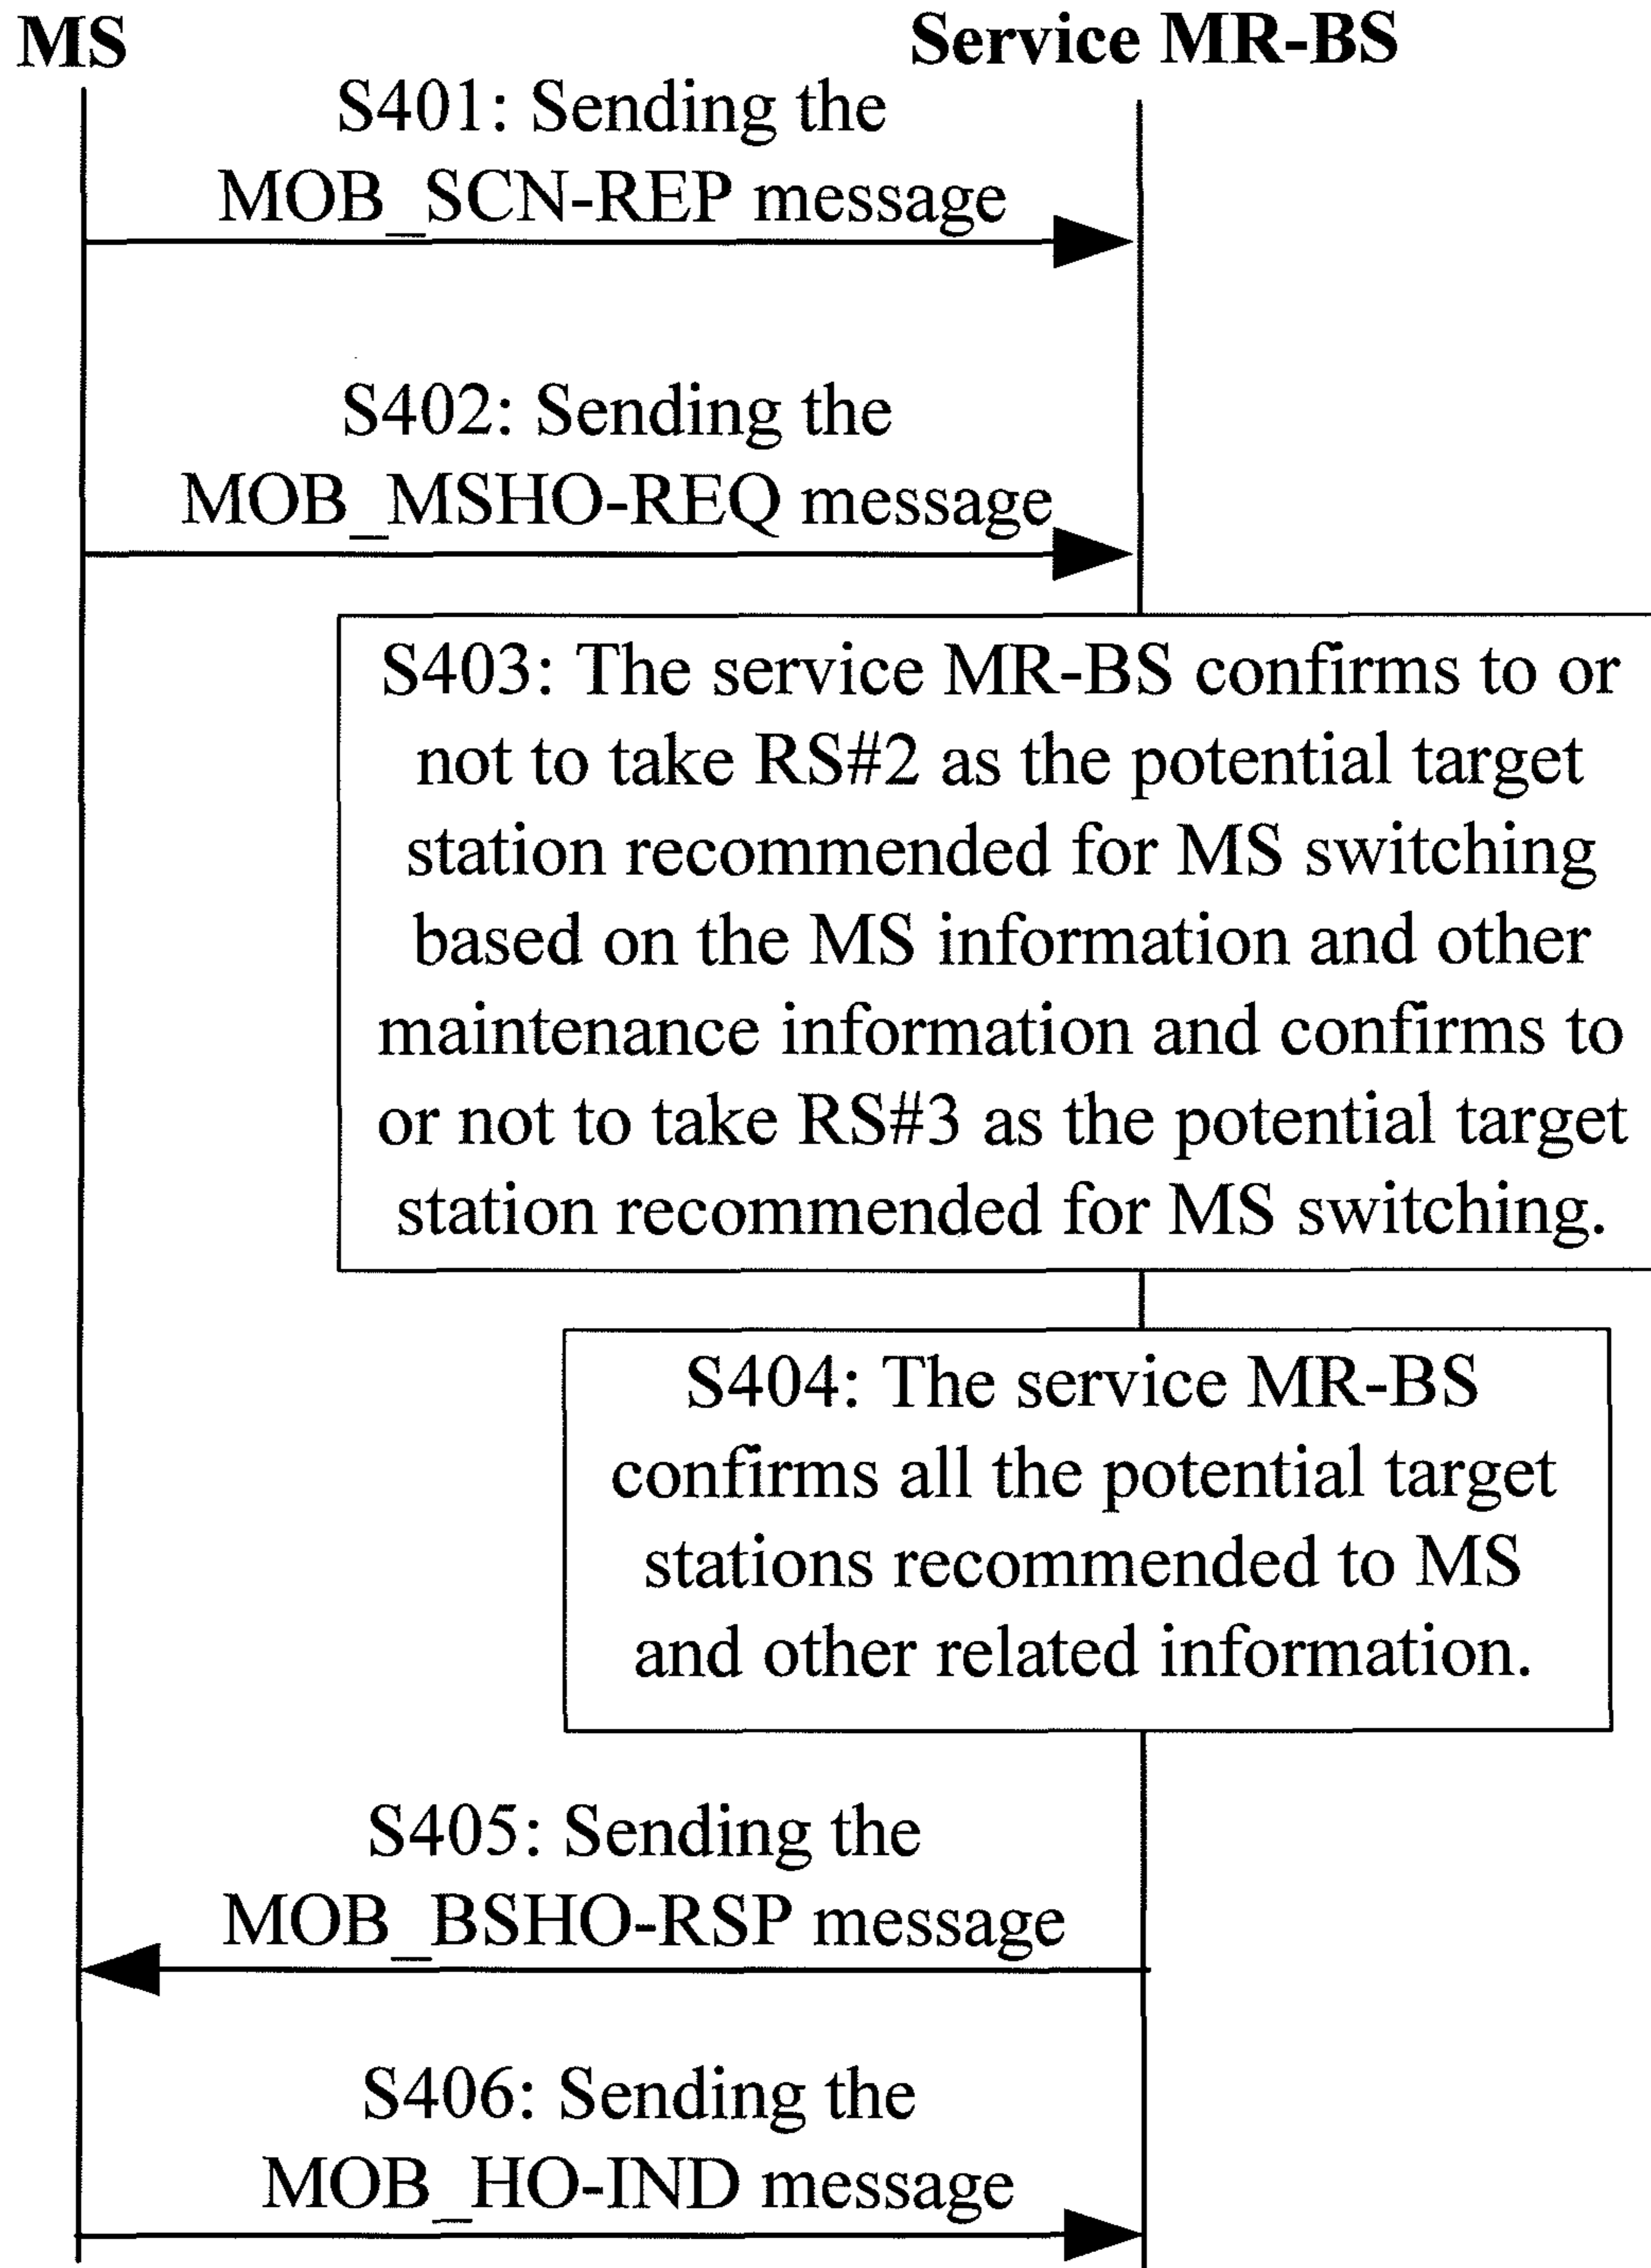 MS
Service MR-BS
S401: Sending the
MOB_SCN-REP message
S402: Sending the
MOB_MSHO-REQ message
S403: The service MR-BS confirms to or
not to take RS#2 as the potential target
station recommended for MS switching
based on the MS information and other
maintenance information and confirms to
or not to take RS#3 as the potential target
station recommended for MS switching.
S404: The service MR-BS
confirms all the potential target
stations recommended to MS
and other related information.
S405: Sending the
MOB_BSHO-RSP message
S406: Sending the
MOB_HO-IND message